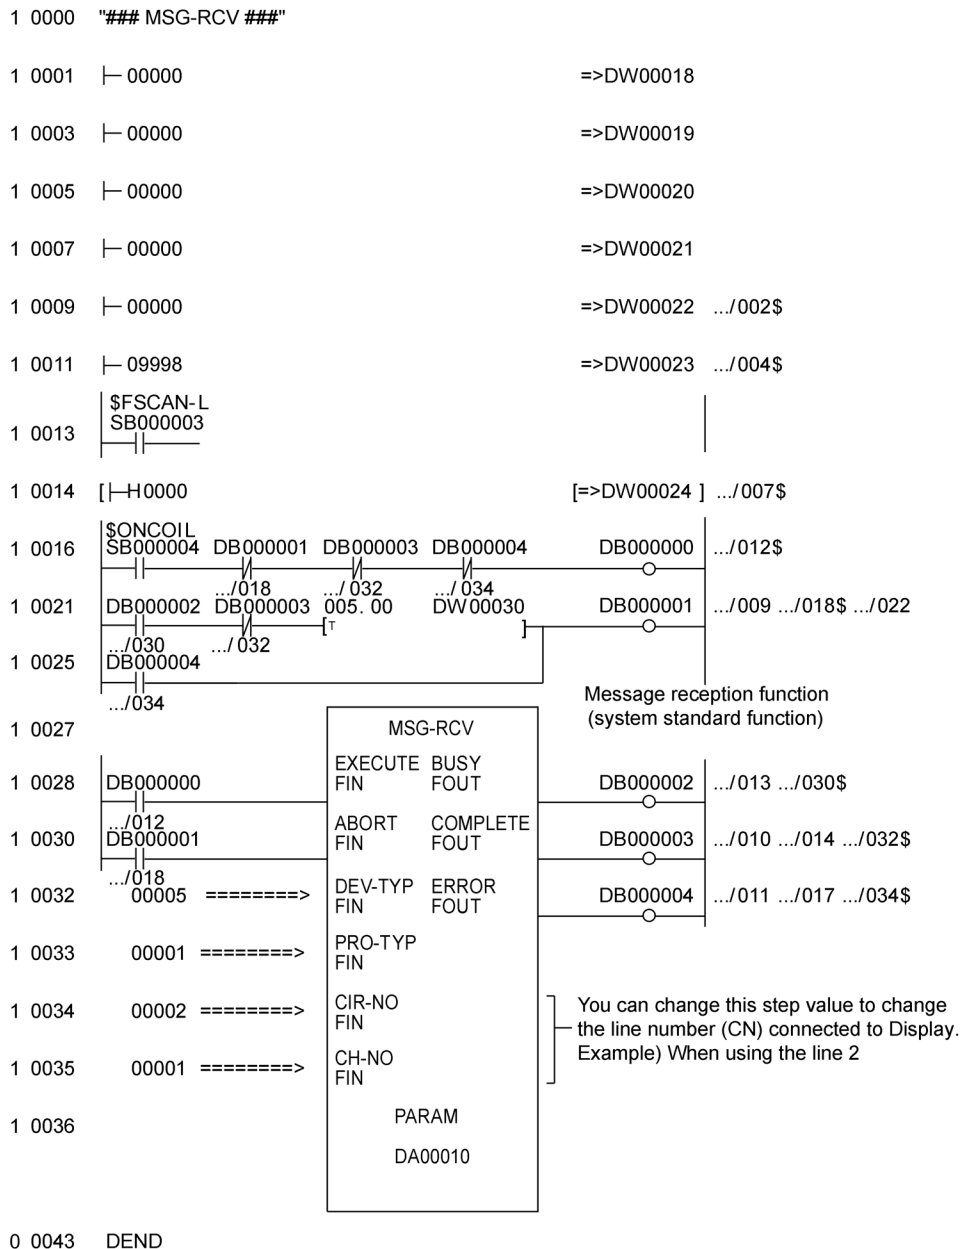 1 0000 "### MSG-RCV ###"
1 0001 00000 =>DW00018
1 0003 00000 =>DW00019
1 0005 00000 =>DW00020
1 0007 00000 =>DW00021
1 0009 00000 =>DW00022 .../002$
1 0011 09998 =>DW00023 .../004$
$FSCAN-L
SB000003
1 0013
1 0014 [ H0000 [=>DW00024 ] .../007$
$ONCOIL
1 0016 SB000004 DB000001 DB000003 DB000004 DB000000 .../012$
.../018 .../032 .../034
1 0021 DB000002 DB000003 005.00 DW00030 DB000001 .../009 .../018$ .../022
[T ]
.../030 .../032
1 0025 DB000004
.../034
Message reception function
(system standard function)
1 0027 MSG-RCV
EXECUTE BUSY
1 0028 DB000000 FIN FOUT DB000002 .../013 .../030$
.../012
ABORT COMPLETE
1 0030 DB000001 FIN FOUT DB000003 .../010 .../014 .../032$
.../018
DEV-TYP ERROR
1 0032 00005 ========> FIN FOUT DB000004 .../011 .../017 .../034$
PRO-TYP
1 0033 00001 ========> FIN
CIR-NO
1 0034 00002 ========> FIN
CH-NO
1 0035 00001 ========> FIN
You can change this step value to change
the line number (CN) connected to Display.
Example) When using the line 2
1 0036 PARAM
DA00010
0 0043 DEND